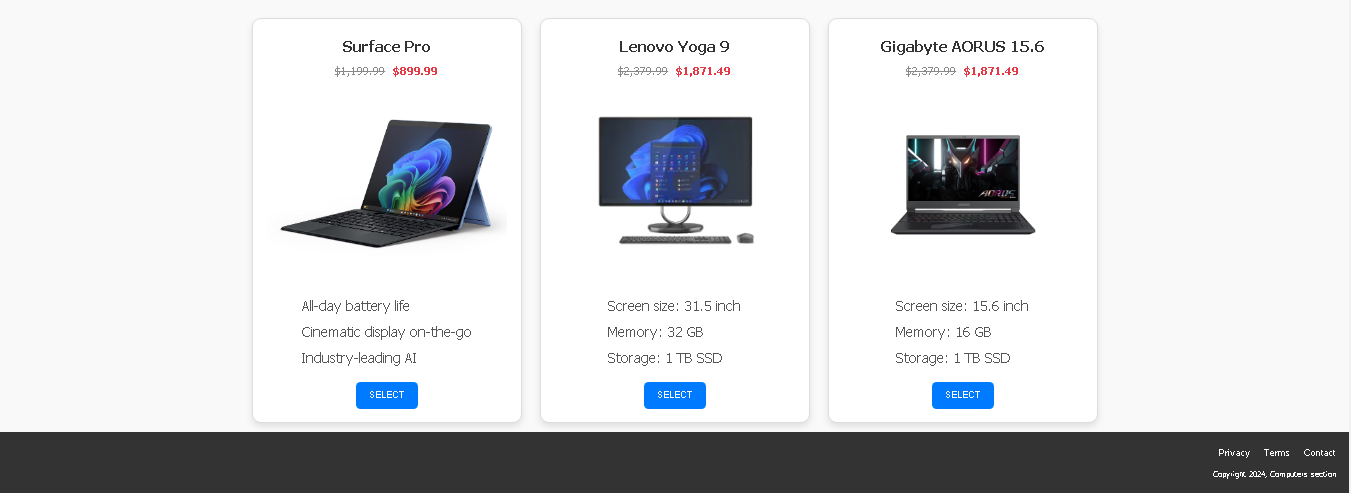 Surface Pro
$1,199.99 $899.99
All-day battery life
Cinematic display on-the-go
Industry-leading AI
SELECT
Lenovo Yoga 9
$2,379.99 $1,871.49
Screen size: 31.5 inch
Memory: 32 GB
Storage: 1 TB SSD
SELECT
Gigabyte AORUS 15.6
$2,379.99 $1,871.49
AORUS
Screen size: 15.6 inch
Memory: 16 GB
Storage: 1 TB SSD
SELECT
Privacy Terms Contact
Copyright 2024, Computers section